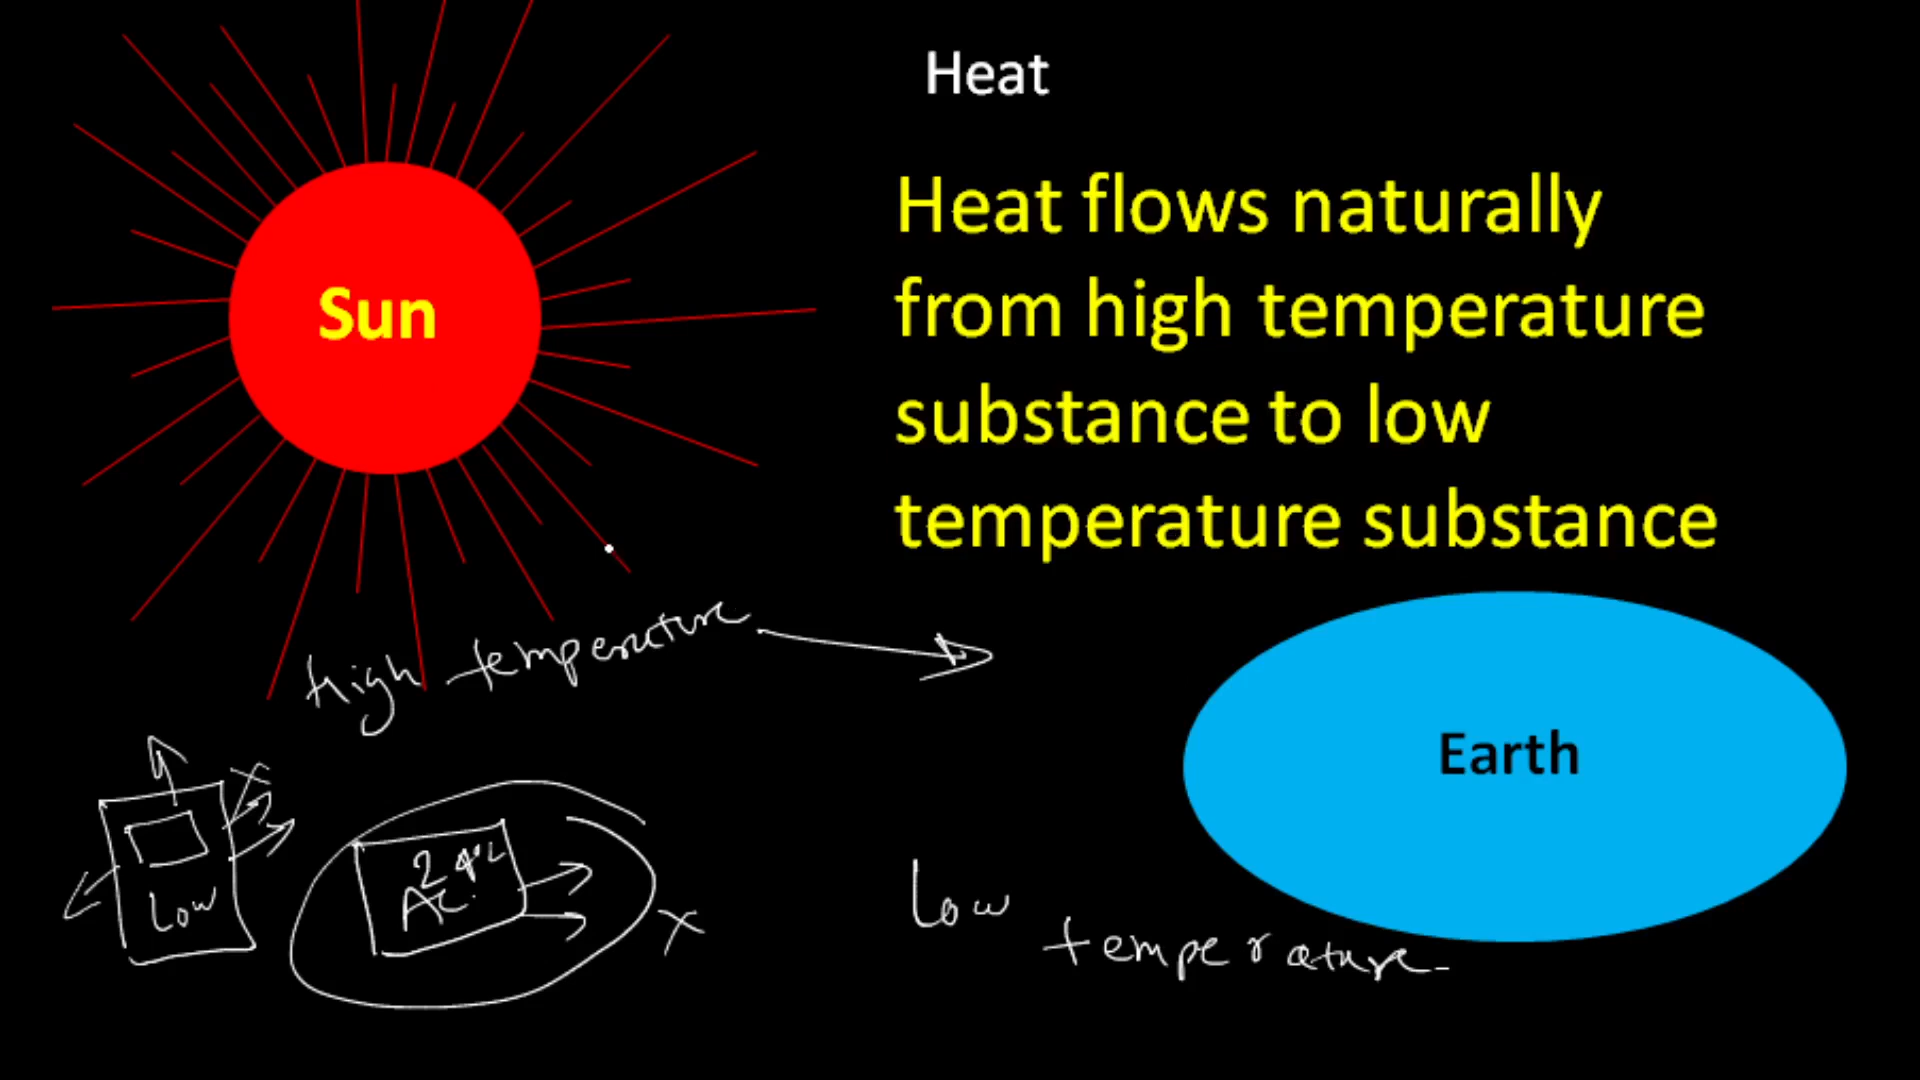 Heat
Sun
Heat flows naturally
from high temperature
substance to low
temperature substance
High temperature
Earth
24°C
AC
Low
Low
temperature